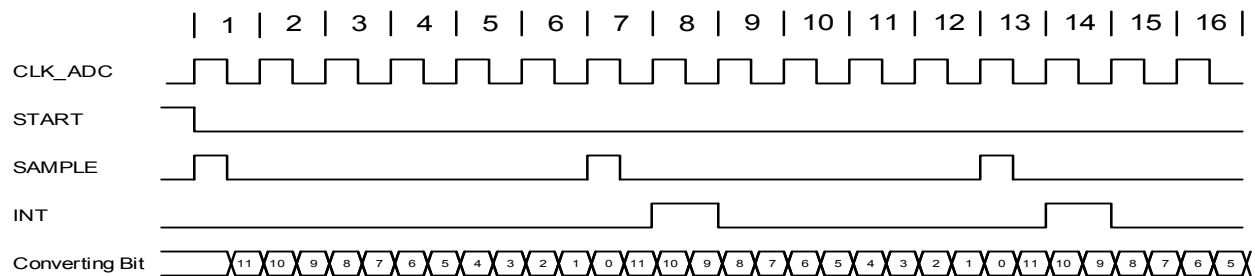 | 1 | 2 | 3 | 4 | 5 | 6 | 7 | 8 | 9 | 10 | 11 | 12 | 13 | 14 | 15 | 16 |
CLK_ADC
START
SAMPLE
INT
Converting Bit 11 10 9 8 7 6 5 4 3 2 1 0 11 10 9 8 7 6 5 4 3 2 1 0 11 10 9 8 7 6 5